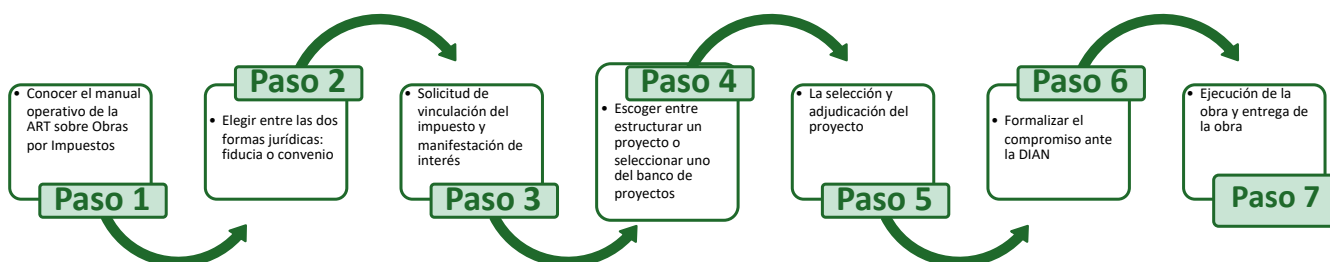 Paso 1
• Conocer el manual
operativo de la
ART sobre Obras
por Impuestos
Paso 2
• Elegir entre las dos
formas jurídicas:
fiducia o convenio
Paso 3
• Solicitud de
vinculación del
impuesto y
manifestación de
interés
Paso 4
• Escoger entre
estructurar un
proyecto o
seleccionar uno
del banco de
proyectos
Paso 5
• La selección y
adjudicación del
proyecto
Paso 6
• Formalizar el
compromiso ante
la DIAN
Paso 7
• Ejecución de la
obra y entrega de
la obra